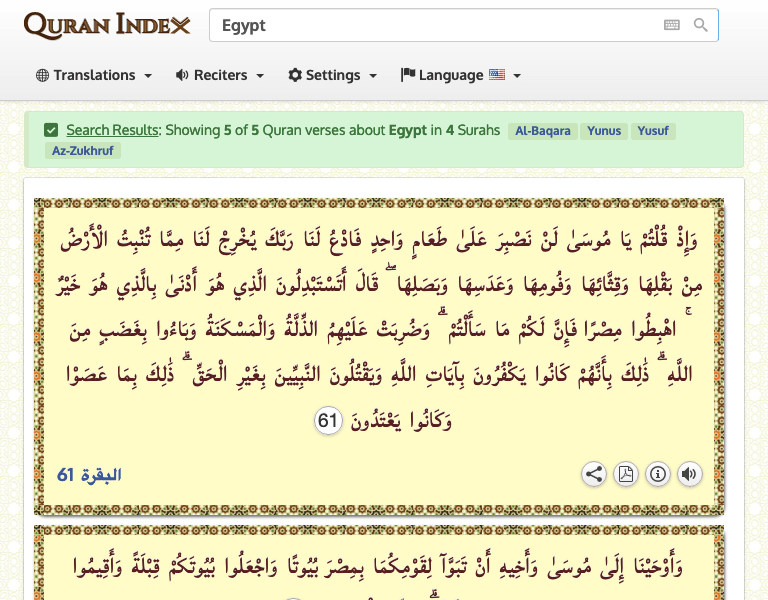 QURAN INDEX
Egypt
Translations Reciters Settings Language
Search Results: Showing 5 of 5 Quran verses about Egypt in 4 Surahs Al-Baqara Yunus Yusuf
Az-Zukhruf
وَإِذْ قُلْتُمْ يَا مُوسَىٰ لَنْ نَصْبِرَ عَلَىٰ طَعَامٍ وَاحِدٍ فَادْعُ لَنَا رَبَّكَ يُخْرِجْ لَنَا مِمَّا تُنْبِتُ الْأَرْضُ
مِنْ بَقْلِهَا وَقِثَّائِهَا وَفُومِهَا وَعَدَسِهَا وَبَصَلِهَا ۖ قَالَ أَتَسْتَبْدِلُونَ الَّذِي هُوَ أَدْنَىٰ بِالَّذِي هُوَ خَيْرٌ
ۚ اهْبِطُوا مِصْرًا فَإِنَّ لَكُمْ مَا سَأَلْتُمْ ۗ وَضُرِبَتْ عَلَيْهِمُ الذِّلَّةُ وَالْمَسْكَنَةُ وَبَاءُوا بِغَضَبٍ مِنَ
اللَّهِ ۗ ذَٰلِكَ بِأَنَّهُمْ كَانُوا يَكْفُرُونَ بِآيَاتِ اللَّهِ وَيَقْتُلُونَ النَّبِيِّينَ بِغَيْرِ الْحَقِّ ۗ ذَٰلِكَ بِمَا عَصَوْا
وَكَانُوا يَعْتَدُونَ 61
البقرة 61
وَأَوْحَيْنَا إِلَىٰ مُوسَىٰ وَأَخِيهِ أَنْ تَبَوَّآ لِقَوْمِكُمَا بِمِصْرَ بُيُوتًا وَاجْعَلُوا بُيُوتَكُمْ قِبْلَةً وَأَقِيمُوا